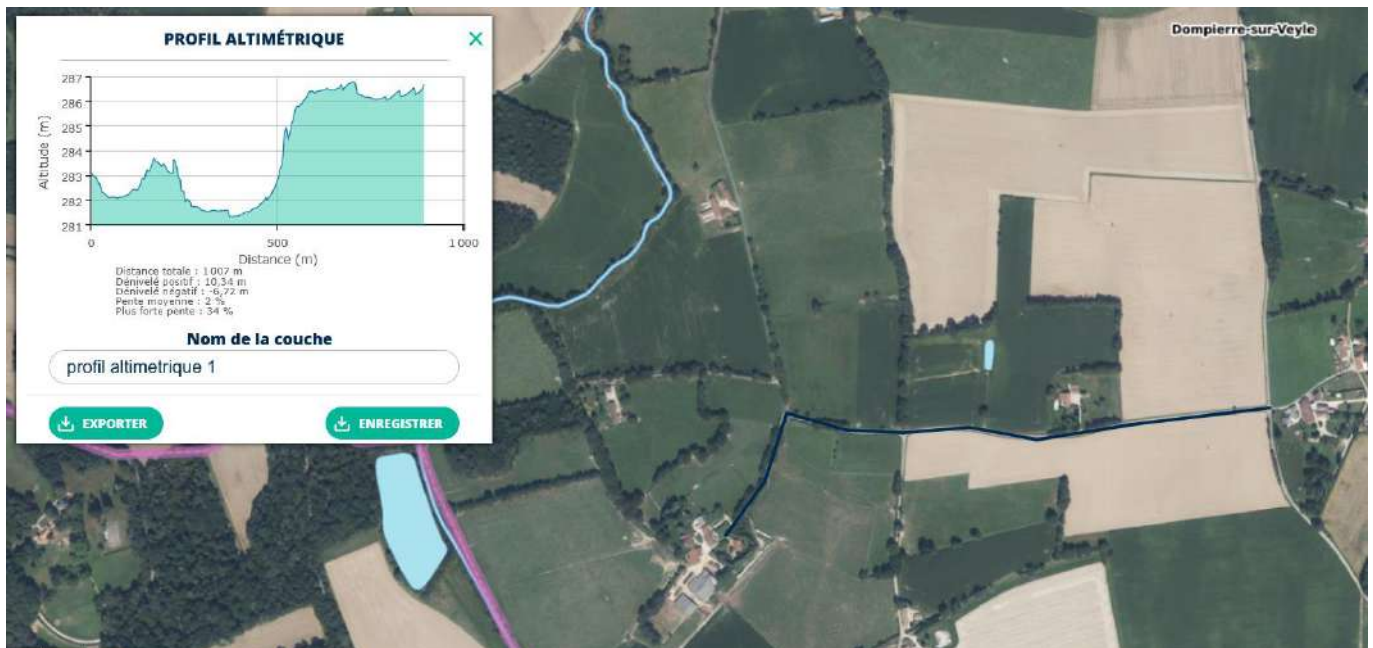 PROFIL ALTIMÉTRIQUE
Dompierre-sur-Veyle
287
286
285
284
283
282
281
Altitude (m)
0
500
1 000
Distance (m)
Distance totale : 1 007 m
Dénivelé positif : 10,34 m
Dénivelé négatif : -6,72 m
Pente moyenne : 2 %
Plus forte pente : 34 %
Nom de la couche
profil altimetrique 1
EXPORTER
ENREGISTRER